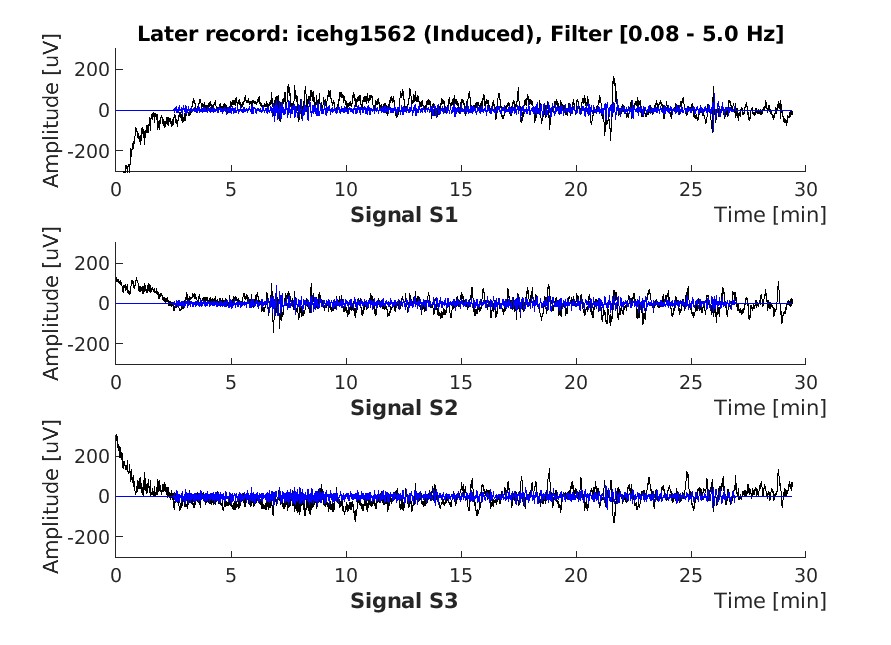 Later record: icehg1562 (Induced), Filter [0.08 - 5.0 Hz]
Amplitude [uV]
200
0
-200
0 5 10 15 20 25 30
Signal S1
Time [min]
Amplitude [uV]
200
0
-200
0 5 10 15 20 25 30
Signal S2
Time [min]
Amplitude [uV]
200
0
-200
0 5 10 15 20 25 30
Signal S3
Time [min]